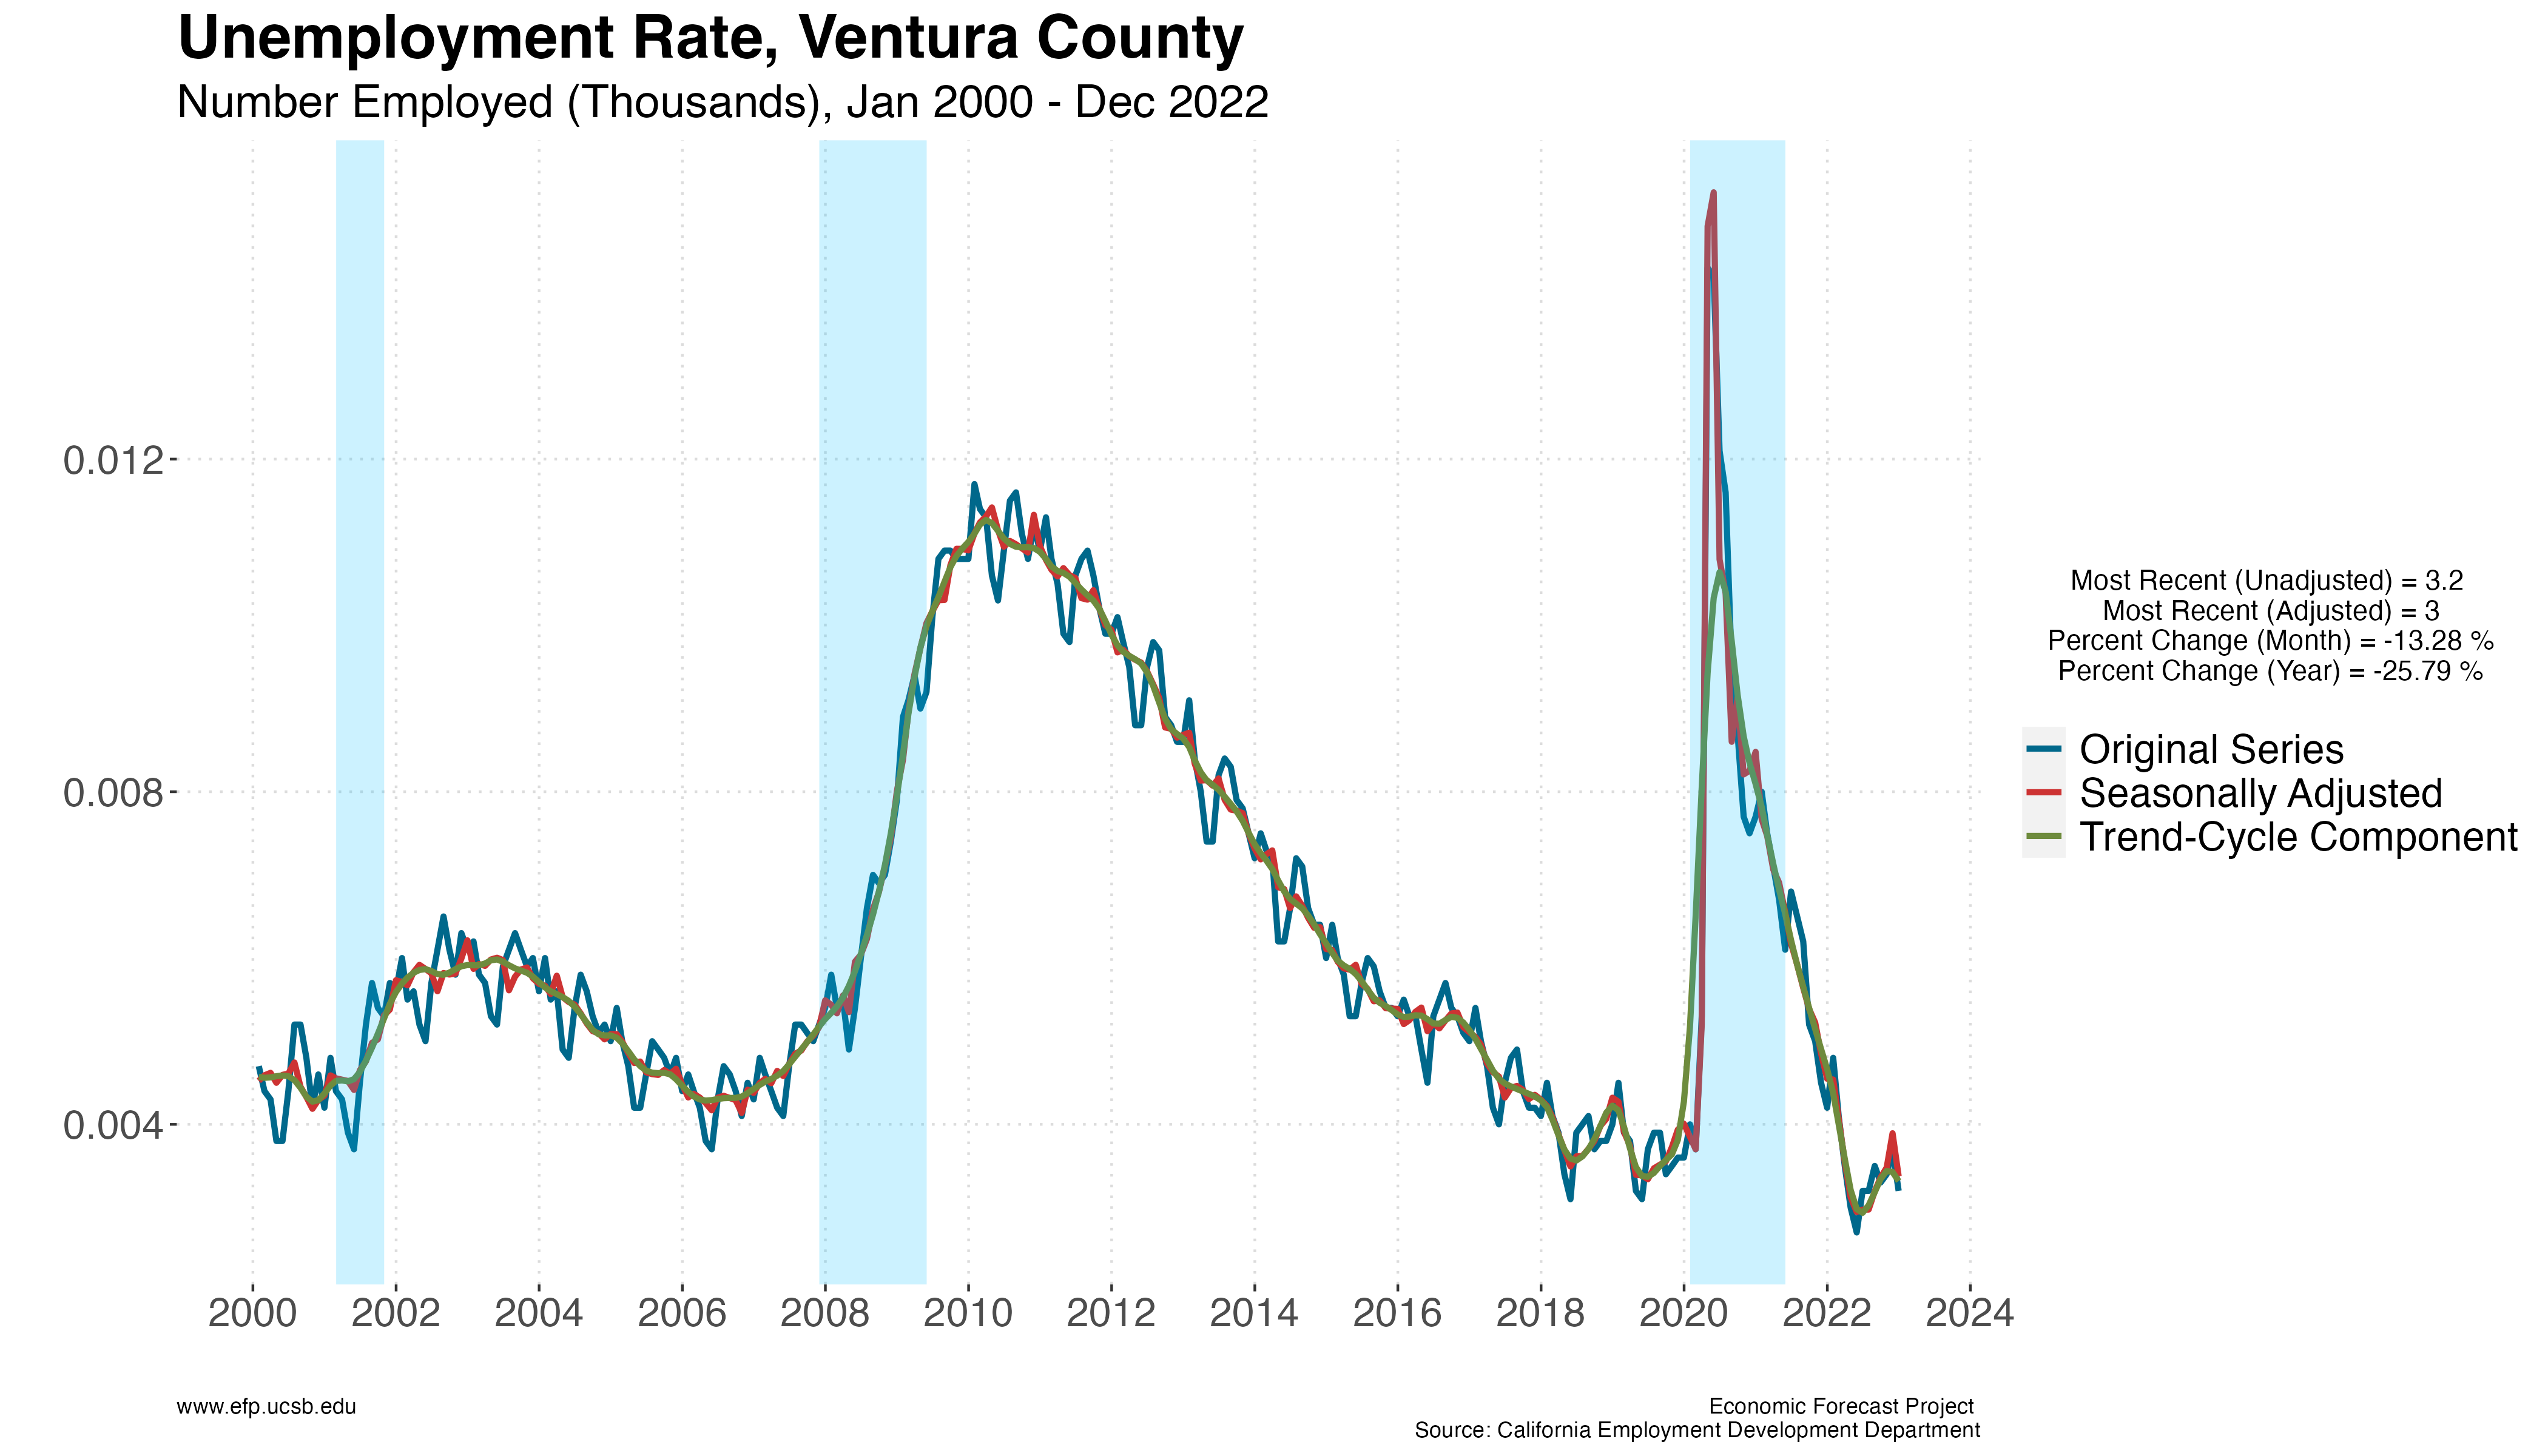 Unemployment Rate, Ventura County
Number Employed (Thousands), Jan 2000 - Dec 2022
0.012
0.008
0.004
2000 2002 2004 2006 2008 2010 2012 2014 2016 2018 2020 2022 2024
Most Recent (Unadjusted) = 3.2
Most Recent (Adjusted) = 3
Percent Change (Month) = -13.28 %
Percent Change (Year) = -25.79 %
Original Series
Seasonally Adjusted
Trend-Cycle Component
www.efp.ucsb.edu
Economic Forecast Project
Source: California Employment Development Department